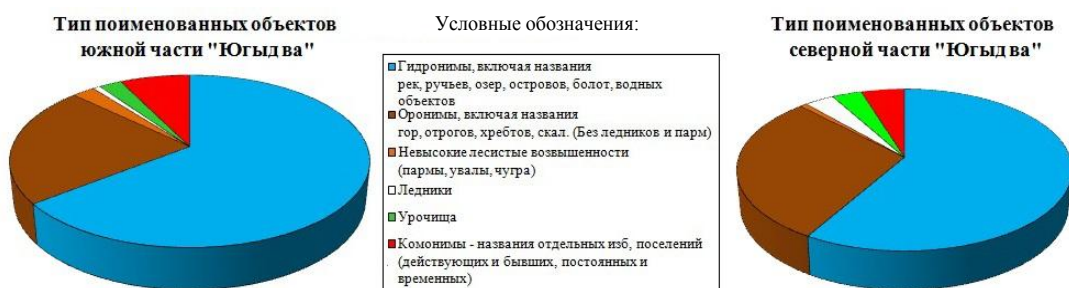 Тип поименованных объектов
южной части "Югыд ва"
Условные обозначения:
Гидронимы, включая названия
рек, ручьев, озер, островов, болот, водных
объектов
Оронимы, включая названия
гор, отрогов, хребтов, скал. (Без ледников и парм)
Невысокие лесистые возвышенности
(пармы, увалы, чугра)
Ледники
Урочища
Комонимы - названия отдельных изб, поселений
(действующих и бывших, постоянных и
временных)
Тип поименованных объектов
северной части "Югыд ва"